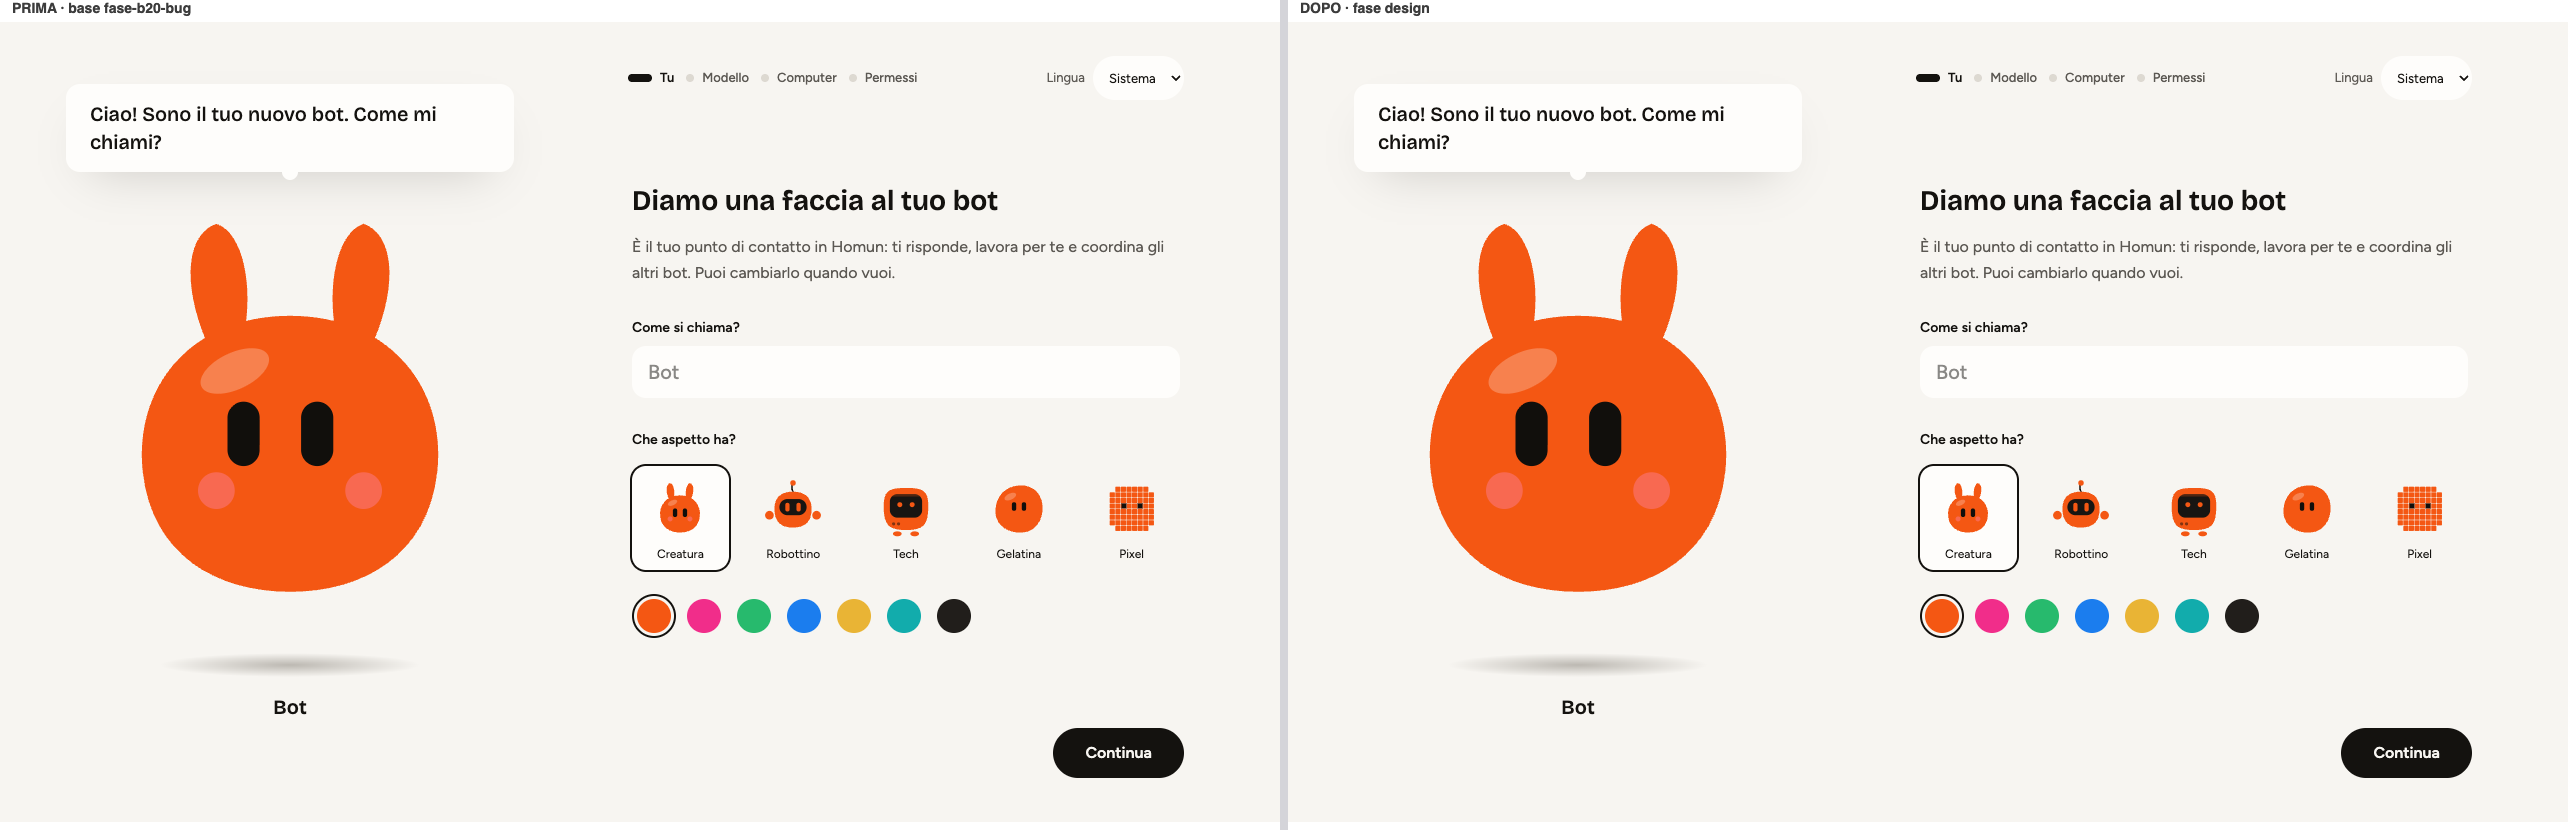 PRIMA · base fase-b20-bug
Ciao! Sono il tuo nuovo bot. Come mi
chiami?
Bot
Tu
Modello
Computer
Permessi
Lingua
Sistema
Diamo una faccia al tuo bot
È il tuo punto di contatto in Homun: ti risponde, lavora per te e coordina gli
altri bot. Puoi cambiarlo quando vuoi.
Come si chiama?
Bot
Che aspetto ha?
Creatura
Robottino
Tech
Gelatina
Pixel
Continua
DOPO · fase design
Ciao! Sono il tuo nuovo bot. Come mi
chiami?
Bot
Tu
Modello
Computer
Permessi
Lingua
Sistema
Diamo una faccia al tuo bot
È il tuo punto di contatto in Homun: ti risponde, lavora per te e coordina gli
altri bot. Puoi cambiarlo quando vuoi.
Come si chiama?
Bot
Che aspetto ha?
Creatura
Robottino
Tech
Gelatina
Pixel
Continua